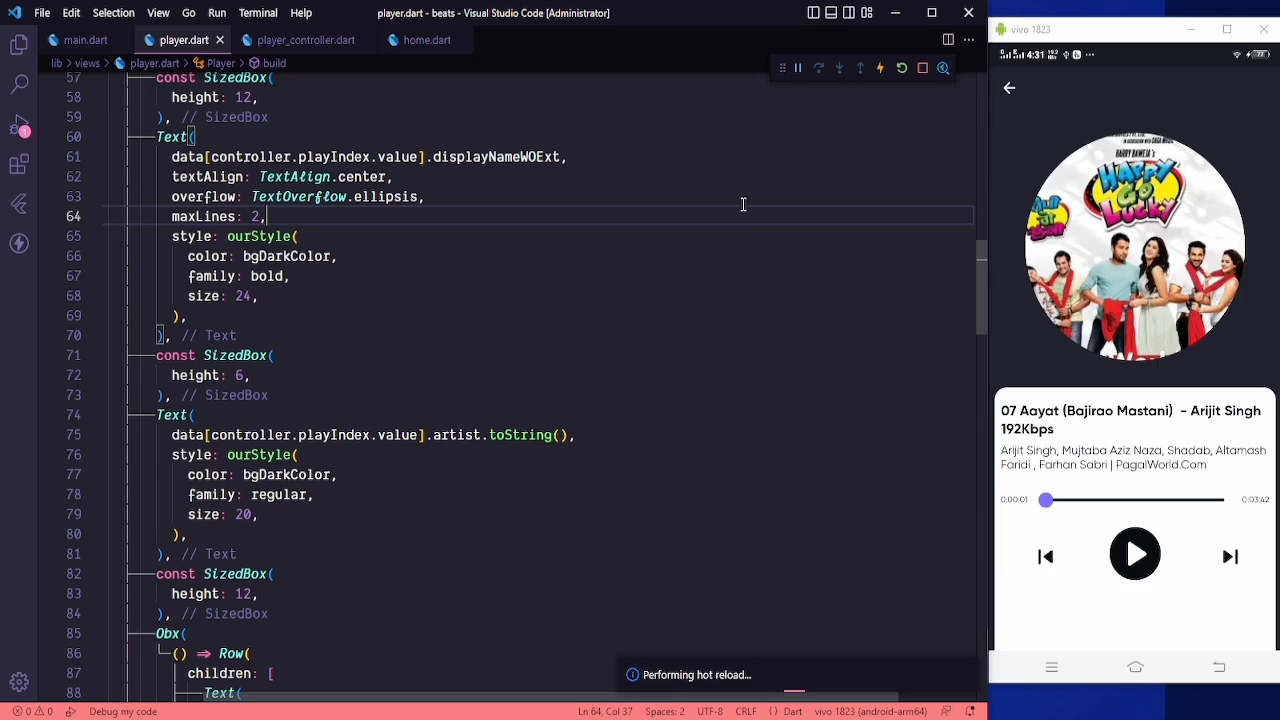 File Edit Selection View Go Run Terminal Help
player.dart - beats - Visual Studio Code [Administrator]
main.dart
player.dart
player_controller.dart
home.dart
lib > views > player.dart > Player > build
57 const SizedBox(
58 height: 12,
59 ), // SizedBox
60 Text(
61 data[controller.playIndex.value].displayNameWOExt,
62 textAlign: TextAlign.center,
63 overflow: TextOverflow.ellipsis,
64 maxLines: 2,
65 style: ourStyle(
66 color: bgDarkColor,
67 family: bold,
68 size: 24,
69 ),
70 ), // Text
71 const SizedBox(
72 height: 6,
73 ), // SizedBox
74 Text(
75 data[controller.playIndex.value].artist.toString(),
76 style: ourStyle(
77 color: bgDarkColor,
78 family: regular,
79 size: 20,
80 ),
81 ), // Text
82 const SizedBox(
83 height: 12,
84 ), // SizedBox
85 Obx(
86 () => Row(
87 children: [
88 Text(
1
Performing hot reload...
0 0
Debug my code
Ln 64, Col 37
Spaces: 2
UTF-8
CRLF
{ } Dart
vivo 1823 (android-arm64)
vivo 1823
4:31
HARRY BAWEJA's
HAPPY
GO
LUCKY
07 Aayat (Bajirao Mastani) - Arijit Singh
192Kbps
Arijit Singh, Mujtaba Aziz Naza, Shadab, Altamash
Faridi , Farhan Sabri | PagalWorld.Com
0:00:01
0:03:42